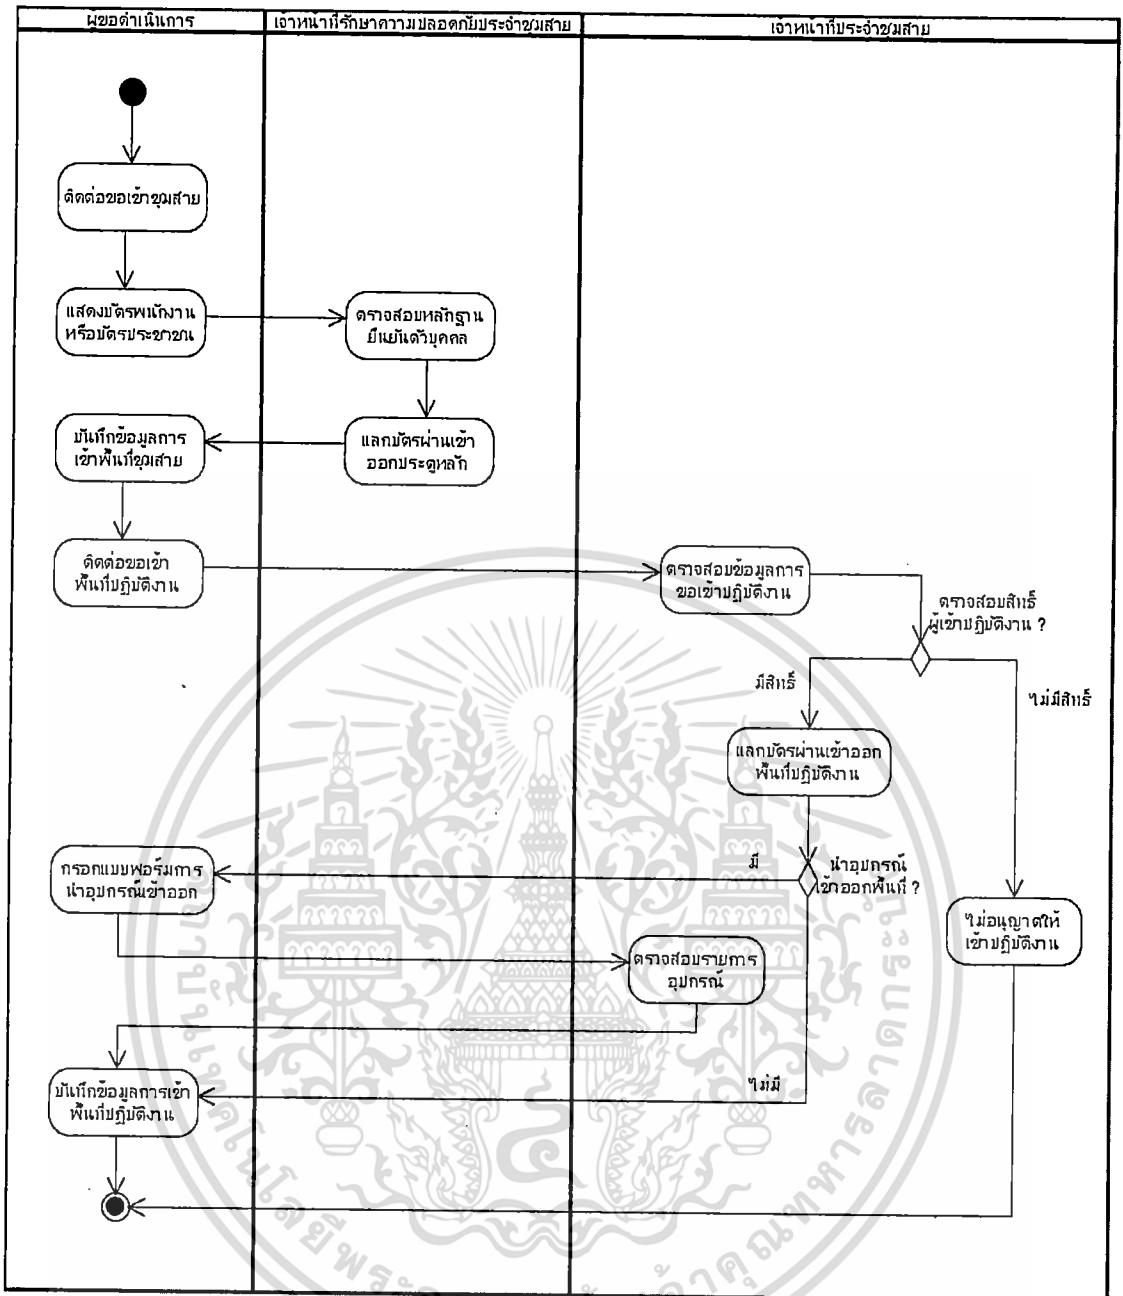 ผู้ขอดำเนินการ
เจ้าหน้าที่รักษาความปลอดภัยประจำชุมสาย
เจ้าหน้าที่ประจำชุมสาย
ติดต่อขอเข้าชุมสาย
แสดงบัตรพนักงาน
หรือบัตรประชาชน
ตรวจสอบหลักฐาน
ยืนยันตัวบุคคล
บันทึกข้อมูลการ
เข้าพื้นที่ชุมสาย
แลกบัตรผ่านเข้า
ออกประตูหลัก
ติดต่อขอเข้า
พื้นที่ปฏิบัติงาน
ตรวจสอบข้อมูลการ
ขอเข้าปฏิบัติงาน
ตรวจสอบสิทธิ์
ผู้เข้าปฏิบัติงาน ?
มีสิทธิ์
ไม่มีสิทธิ์
แลกบัตรผ่านเข้าออก
พื้นที่ปฏิบัติงาน
กรอกแบบฟอร์มการ
นำอุปกรณ์เข้าออก
มี
นำอุปกรณ์
เข้าออกพื้นที่ ?
ไม่อนุญาตให้
เข้าปฏิบัติงาน
ตรวจสอบรายการ
อุปกรณ์
บันทึกข้อมูลการเข้า
พื้นที่ปฏิบัติงาน
ไม่มี